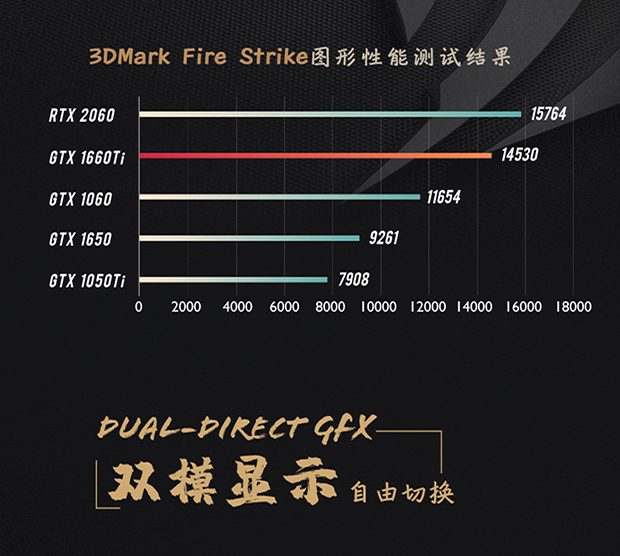 3DMark Fire Strike图形性能测试结果
RTX 2060 15764
GTX 1660Ti 14530
GTX 1060 11654
GTX 1650 9261
GTX 1050Ti 7908
0 2000 4000 6000 8000 10000 12000 14000 16000 18000
DUAL-DIRECT GFX
双模显示 自由切换